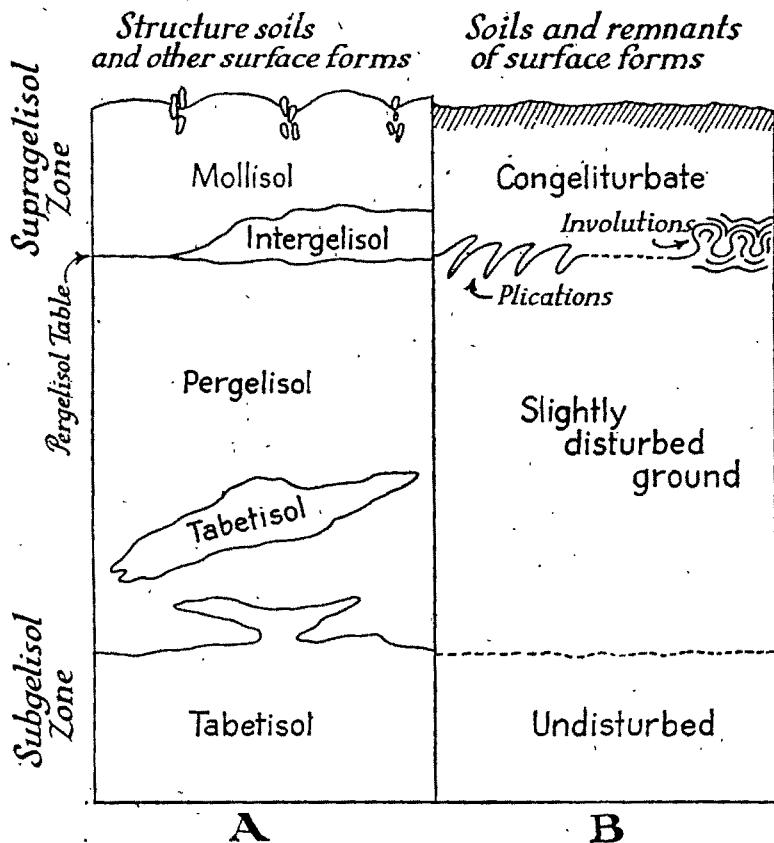 Structure soils
and other surface forms
Soils and remnants
of surface forms
Supragelisol
Zone
Mollisol
Congeliturbate
Intergelisol
Involutions
Plications
Pergelisol Table
Pergelisol
Slightly
disturbed
ground
Tabetisol
Subgelisol
Zone
Tabetisol
Undisturbed
A
B